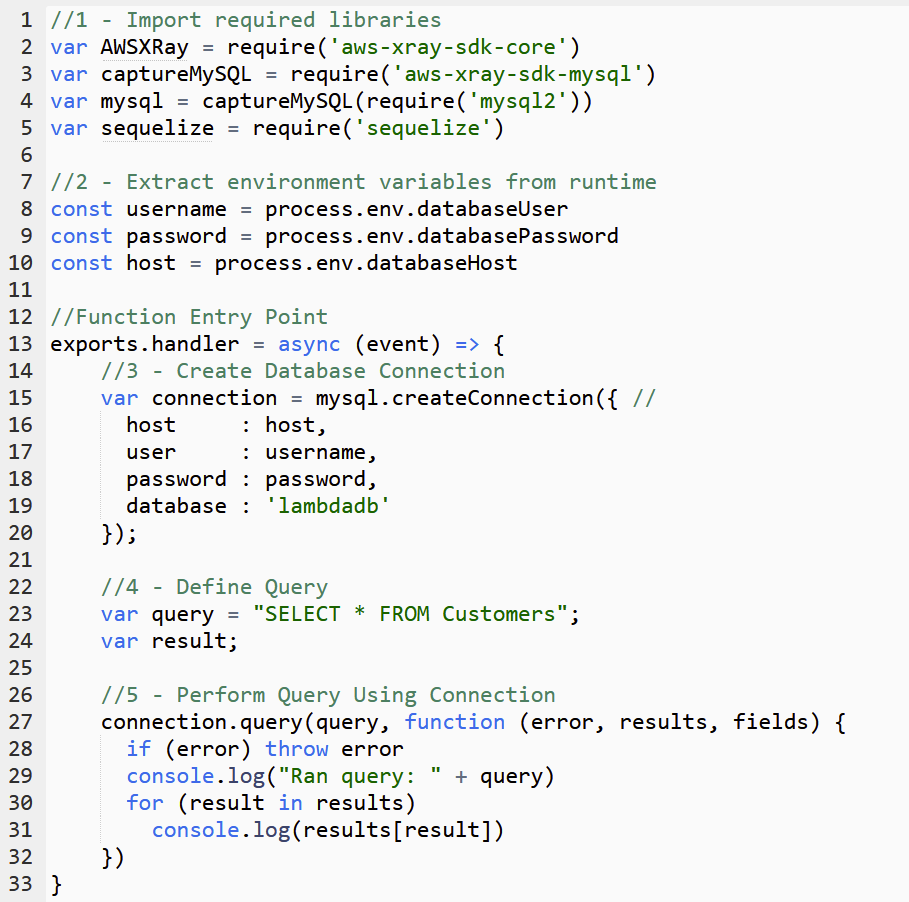 1 //1 - Import required libraries
2 var AWSXRay = require('aws-xray-sdk-core')
3 var captureMySQL = require('aws-xray-sdk-mysql')
4 var mysql = captureMySQL(require('mysql2'))
5 var sequelize = require('sequelize')
6
7 //2 - Extract environment variables from runtime
8 const username = process.env.databaseUser
9 const password = process.env.databasePassword
10 const host = process.env.databaseHost
11
12 //Function Entry Point
13 exports.handler = async (event) => {
14     //3 - Create Database Connection
15     var connection = mysql.createConnection({ //
16       host     : host,
17       user     : username,
18       password : password,
19       database : 'lambdadb'
20     });
21
22     //4 - Define Query
23     var query = "SELECT * FROM Customers";
24     var result;
25
26     //5 - Perform Query Using Connection
27     connection.query(query, function (error, results, fields) {
28       if (error) throw error
29       console.log("Ran query: " + query)
30       for (result in results)
31         console.log(results[result])
32     })
33 }